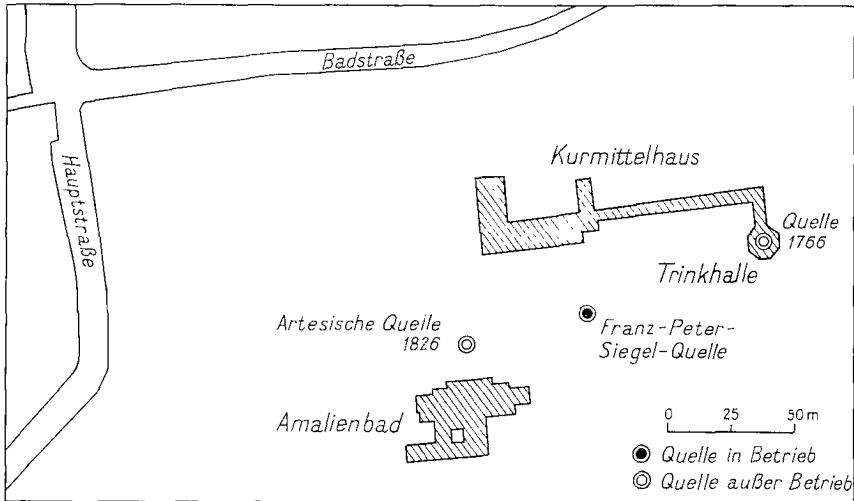 Badstraße
Hauptstraße
Kurmittelhaus
Quelle
1766
Trinkhalle
Artesische Quelle
1826
Franz-Peter-
Siegel-Quelle
Amalienbad
0 25 50 m
Quelle in Betrieb
Quelle außer Betrieb